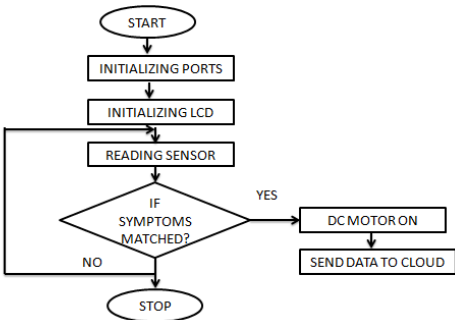 START
INITIALIZING PORTS
INITIALIZING LCD
READING SENSOR
IF
SYMPTOMS
MATCHED?
YES
DC MOTOR ON
SEND DATA TO CLOUD
NO
STOP